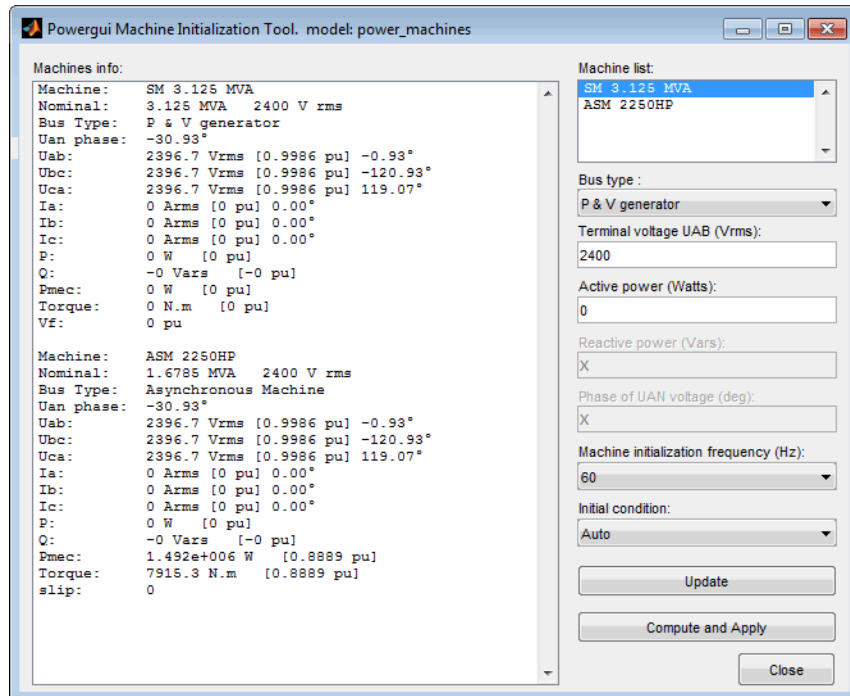 Powergui Machine Initialization Tool. model: power_machines
Machines info:
Machine: SM 3.125 MVA
Nominal: 3.125 MVA 2400 V rms
Bus Type: P & V generator
Uan phase: -30.93°
Uab: 2396.7 Vrms [0.9986 pu] -0.93°
Ubc: 2396.7 Vrms [0.9986 pu] -120.93°
Uca: 2396.7 Vrms [0.9986 pu] 119.07°
Ia: 0 Arms [0 pu] 0.00°
Ib: 0 Arms [0 pu] 0.00°
Ic: 0 Arms [0 pu] 0.00°
P: 0 W [0 pu]
Q: -0 Vars [-0 pu]
Pmec: 0 W [0 pu]
Torque: 0 N.m [0 pu]
Vf: 0 pu
Machine: ASM 2250HP
Nominal: 1.6785 MVA 2400 V rms
Bus Type: Asynchronous Machine
Uan phase: -30.93°
Uab: 2396.7 Vrms [0.9986 pu] -0.93°
Ubc: 2396.7 Vrms [0.9986 pu] -120.93°
Uca: 2396.7 Vrms [0.9986 pu] 119.07°
Ia: 0 Arms [0 pu] 0.00°
Ib: 0 Arms [0 pu] 0.00°
Ic: 0 Arms [0 pu] 0.00°
P: 0 W [0 pu]
Q: -0 Vars [-0 pu]
Pmec: 1.492e+006 W [0.8889 pu]
Torque: 7915.3 N.m [0.8889 pu]
slip: 0
Machine list:
SM 3.125 MVA
ASM 2250HP
Bus type :
P & V generator
Terminal voltage UAB (Vrms):
2400
Active power (Watts):
0
Reactive power (Vars):
X
Phase of UAN voltage (deg):
X
Machine initialization frequency (Hz):
60
Initial condition:
Auto
Update
Compute and Apply
Close